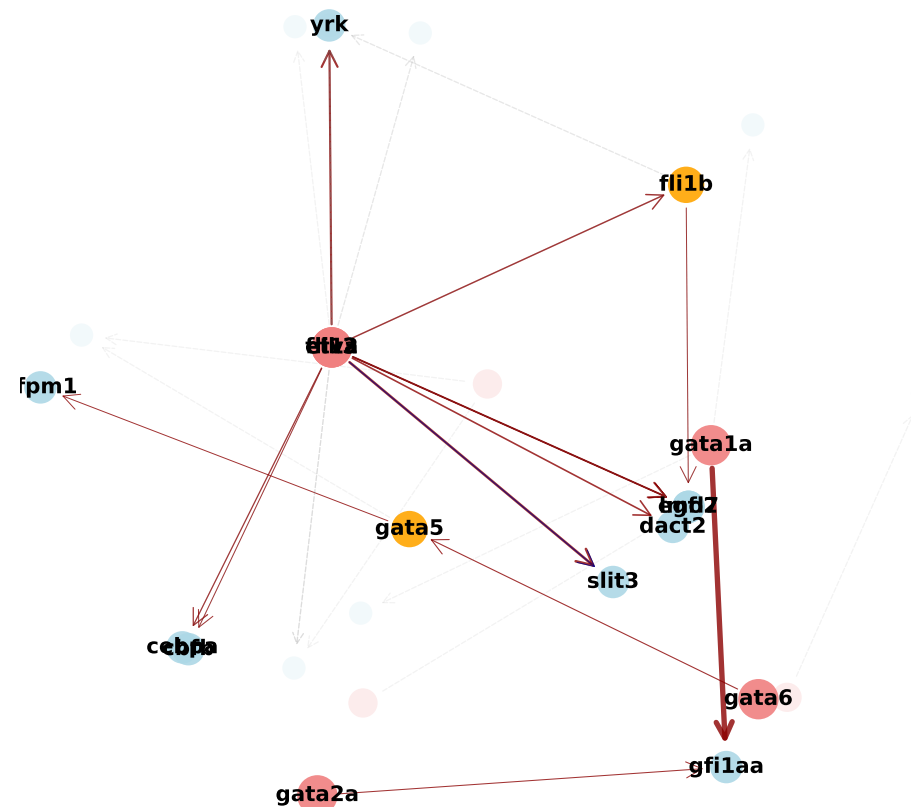 yrk
fli1b
fpm1
gata1a
dact2
gata5
slit3
gata6
gfi1aa
gata2a